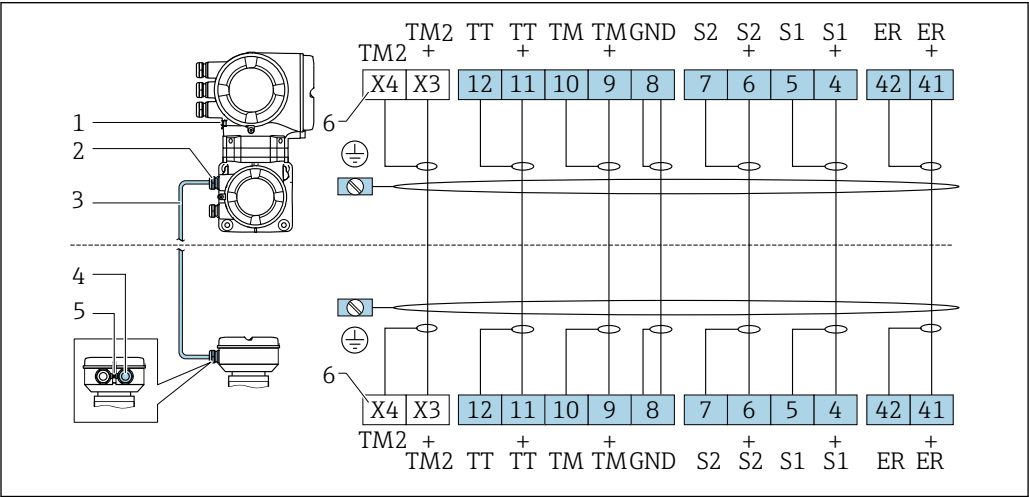 TM2 TT TT TM TM GND S2 S2 S1 S1 ER ER
TM2 + + + + + +
X4 X3 12 11 10 9 8 7 6 5 4 42 41
6
1
2
3
4
5
6
X4 X3 12 11 10 9 8 7 6 5 4 42 41
TM2 + + + + + +
TM2 TT TT TM TM GND S2 S2 S1 S1 ER ER